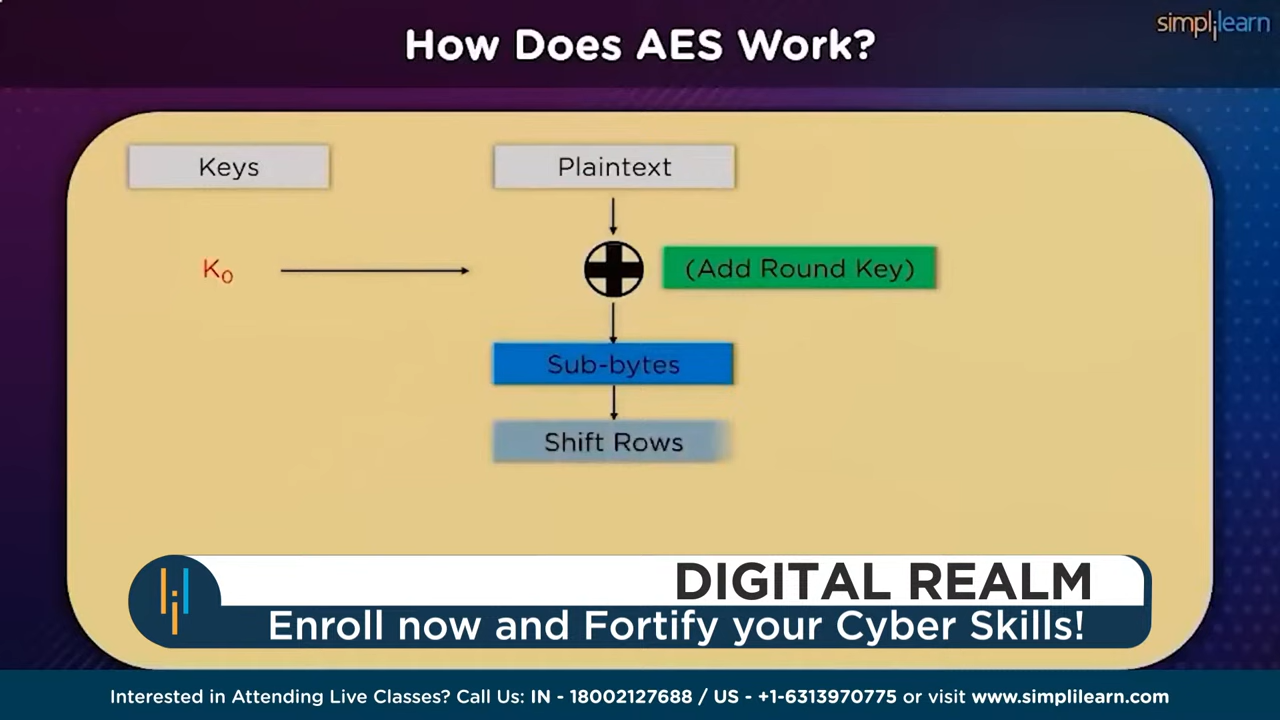 How Does AES Work?
simplilearn
Keys
Plaintext
K0
(Add Round Key)
Sub-bytes
Shift Rows
DIGITAL REALM
Enroll now and Fortify your Cyber Skills!
Interested in Attending Live Classes? Call Us: IN - 18002127688 / US - +1-6313970775 or visit www.simplilearn.com